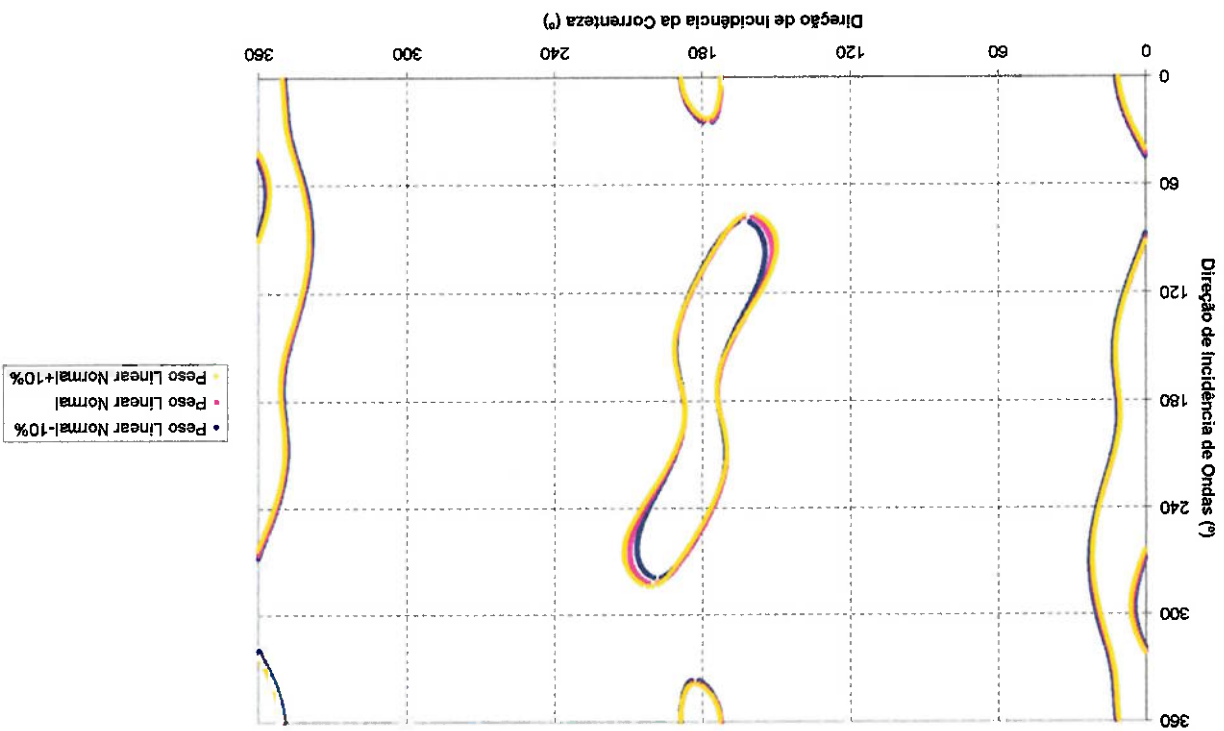 Direção de Incidência de Ondas (º)
360
300
240
180
120
60
0
0 60 120 180 240 300 360
Direção de Incidência da Correnteza (º)
Peso Linear Normal-10%
Peso Linear Normal
Peso Linear Normal+10%